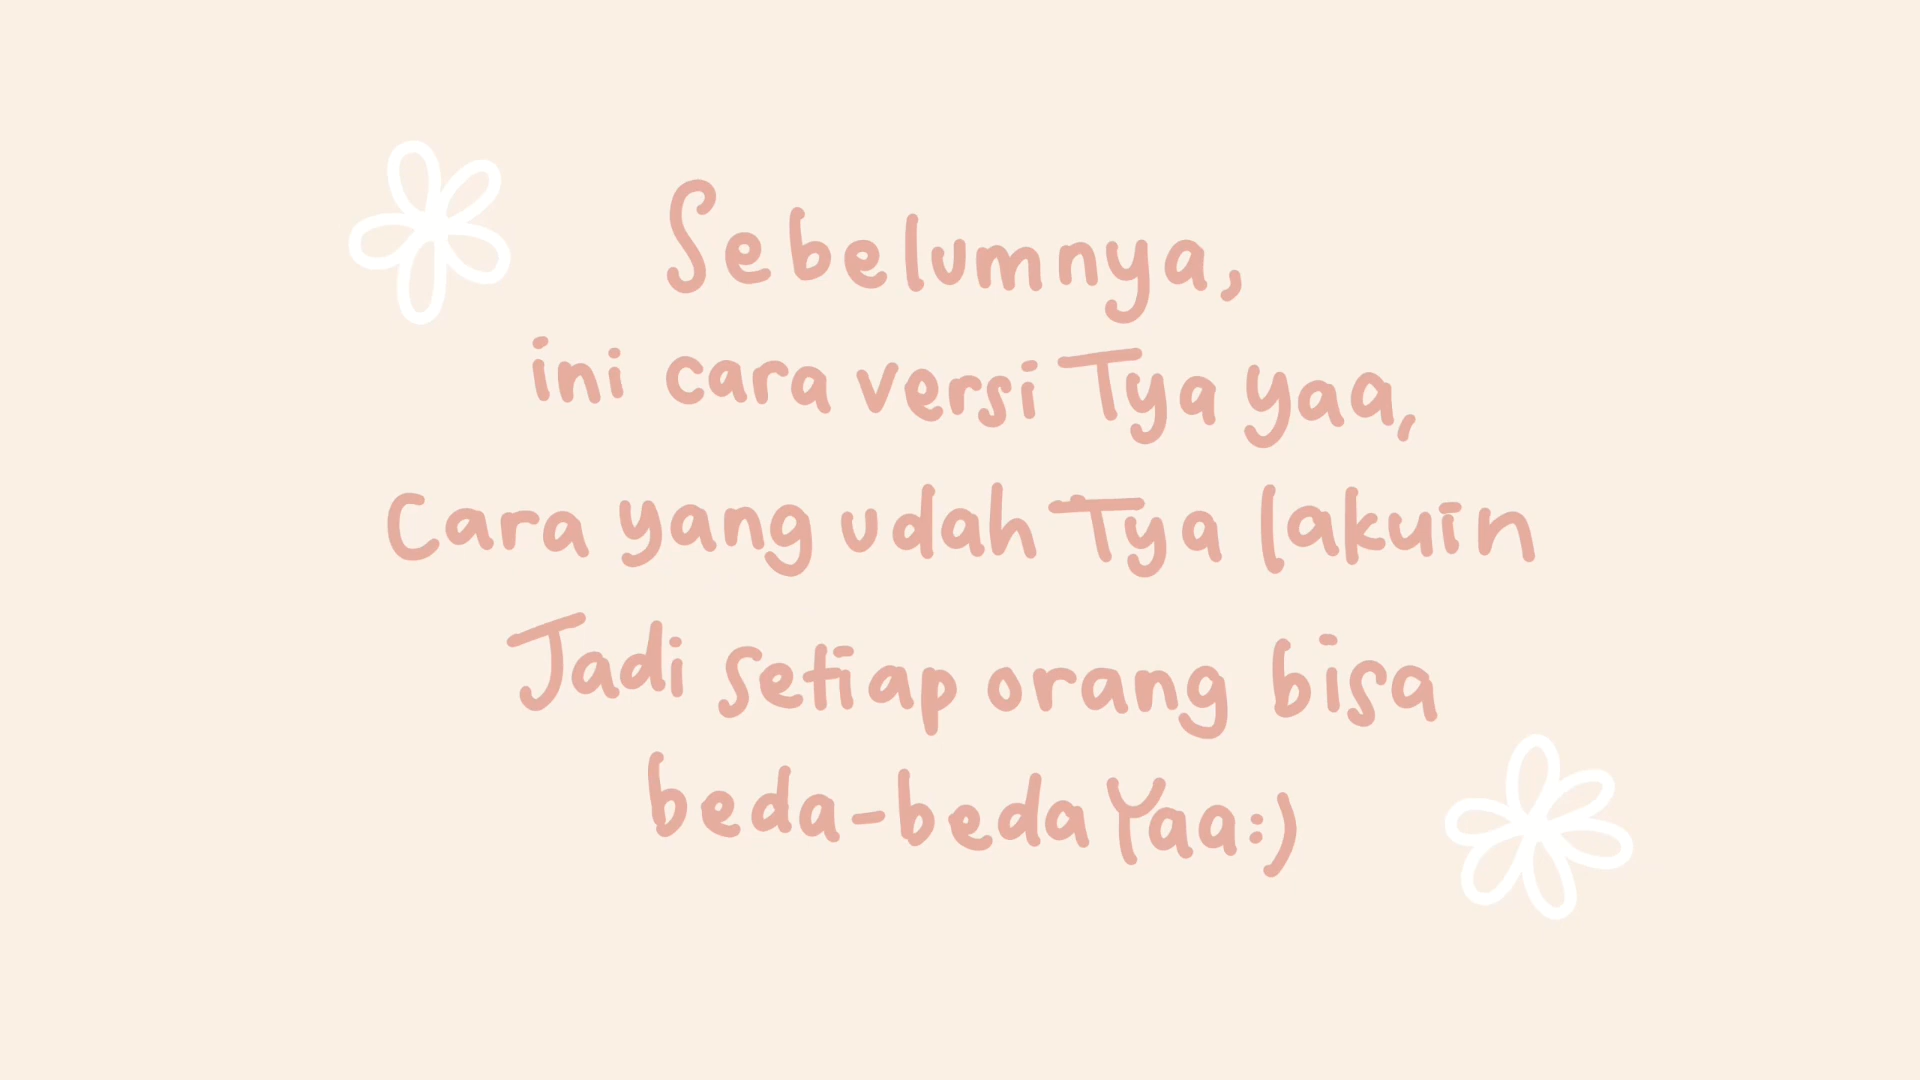 Sebelumnya,
ini cara versi Tya yaa,
Cara yang udah Tya lakuin
Jadi setiap orang bisa
beda-beda Yaa:)